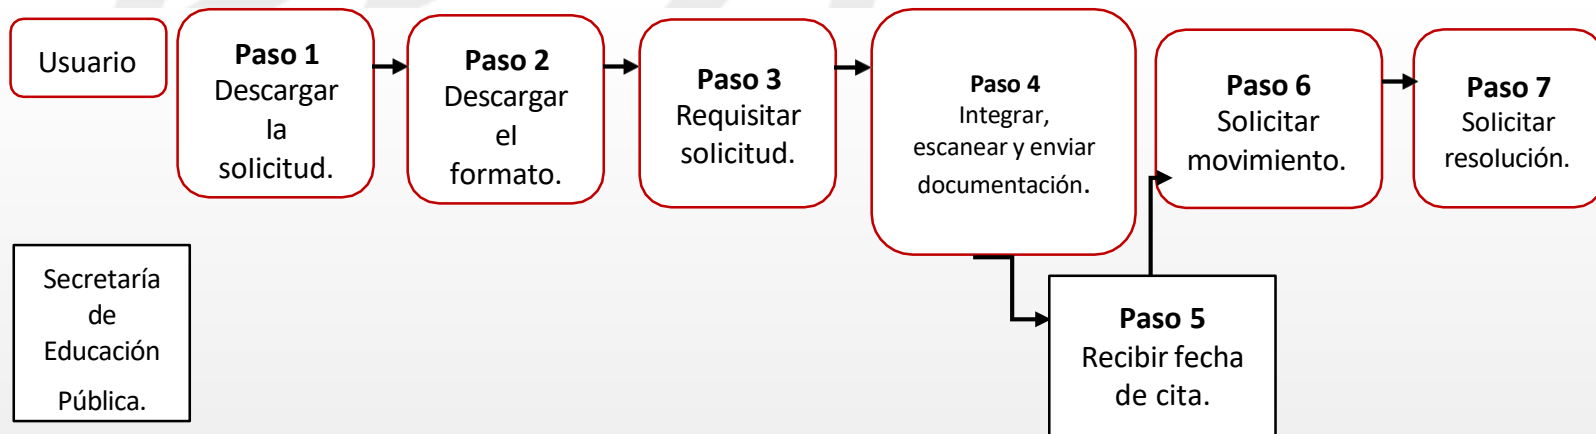 Usuario
Paso 1
Descargar
la
solicitud.
Paso 2
Descargar
el
formato.
Paso 3
Requisitar
solicitud.
Paso 4
Integrar,
escanear y enviar
documentación.
Paso 6
Solicitar
movimiento.
Paso 7
Solicitar
resolución.
Secretaría
de
Educación
Pública.
Paso 5
Recibir fecha
de cita.